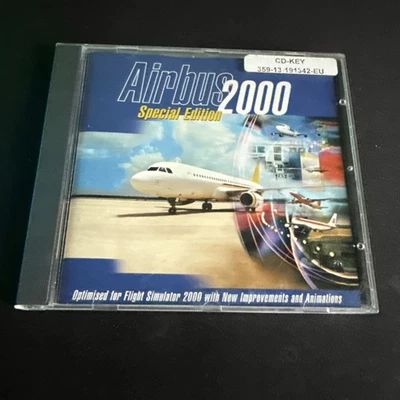 CD-KEY
359-13-191342-EU
Airbus 2000
Special Edition
Optimised for Flight Simulator 2000 with New Improvements and Animations